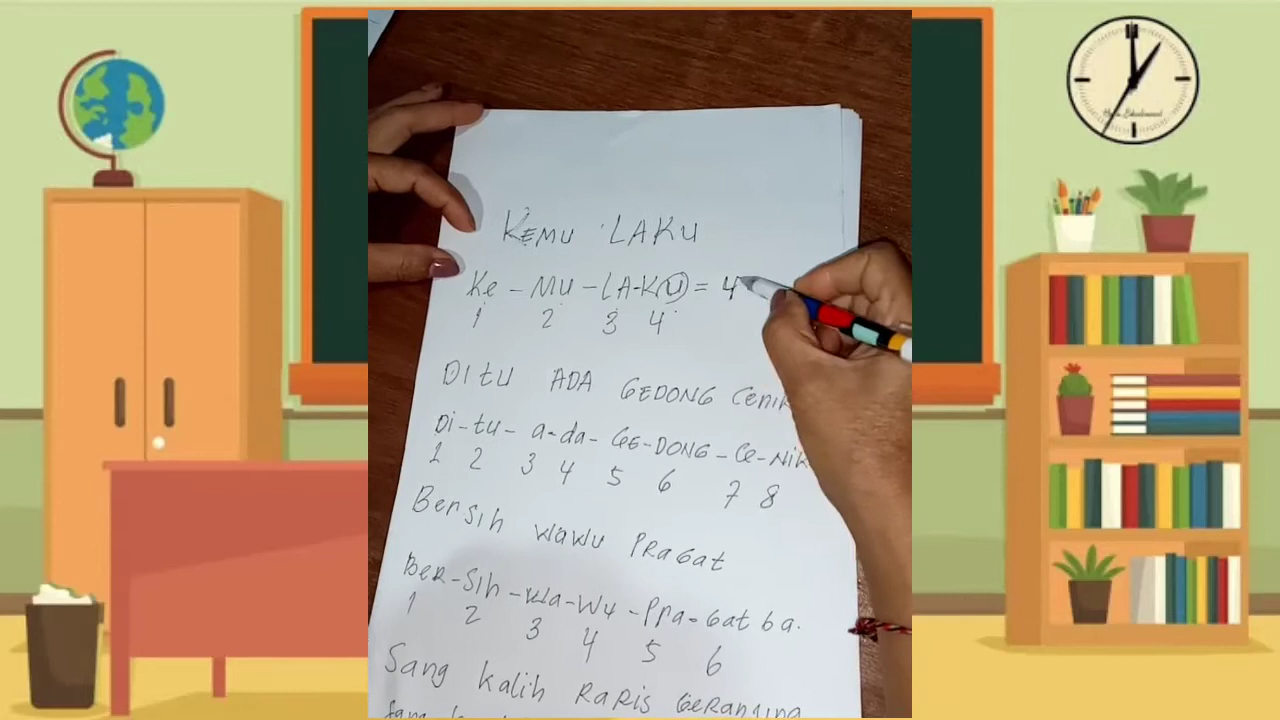 KEMU LAKU
Ke - MU - LA - KU = 4
1 2 3 4
DITU ADA GEDONG CENIK
Di - tu - a - da - GE - DONG - Ce - NIK
1 2 3 4 5 6 7 8
Bersih wawu PRAGAt
BER - SIh - Wa - Wu - PRa - Gat 6 a.
1 2 3 4 5 6
Sang kalih RARIS